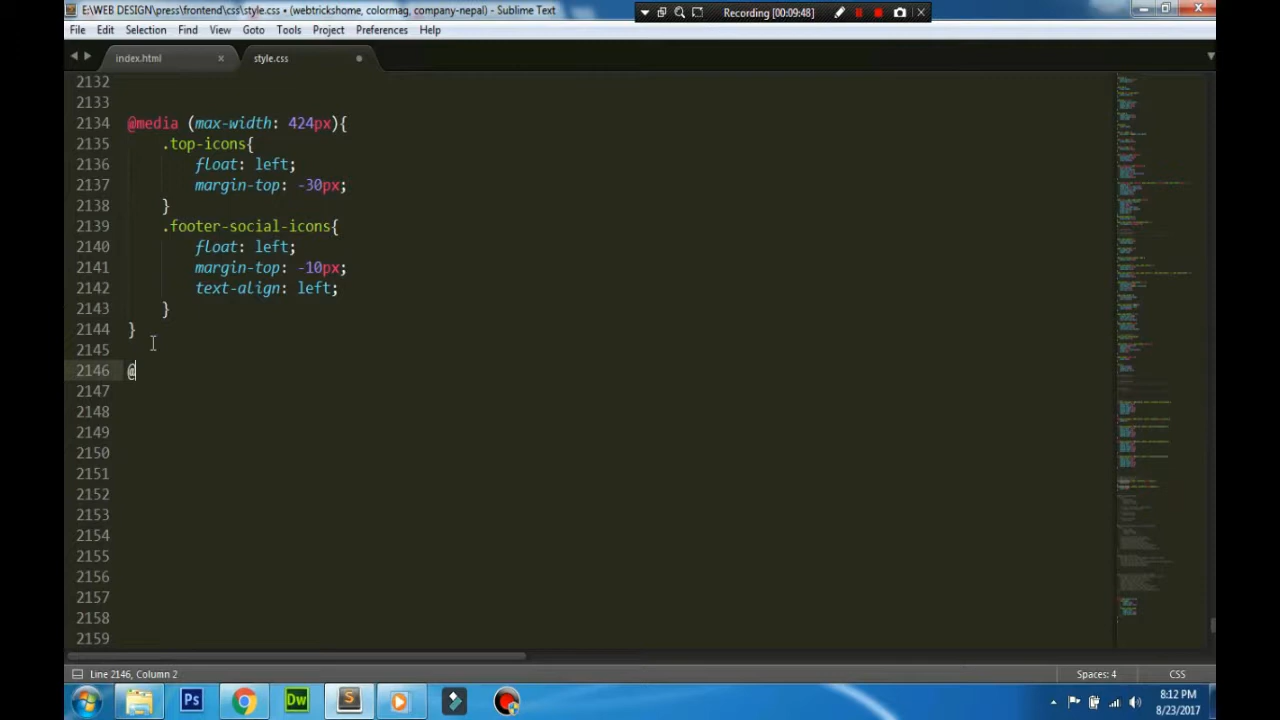 E:\WEB DESIGN\press\frontend\css\style.css • (webtrickshome, colormag, company-nepal) - Sublime Text
Recording [00:09:48]
File Edit Selection Find View Goto Tools Project Preferences Help
index.html × style.css
2132
2133
2134 @media (max-width: 424px){
2135 .top-icons{
2136 float: left;
2137 margin-top: -30px;
2138 }
2139 .footer-social-icons{
2140 float: left;
2141 margin-top: -10px;
2142 text-align: left;
2143 }
2144 }
2145
2146 @
2147
2148
2149
2150
2151
2152
2153
2154
2155
2156
2157
2158
2159
Line 2146, Column 2 Spaces: 4 CSS
Ps Dw S
8:12 PM
8/23/2017